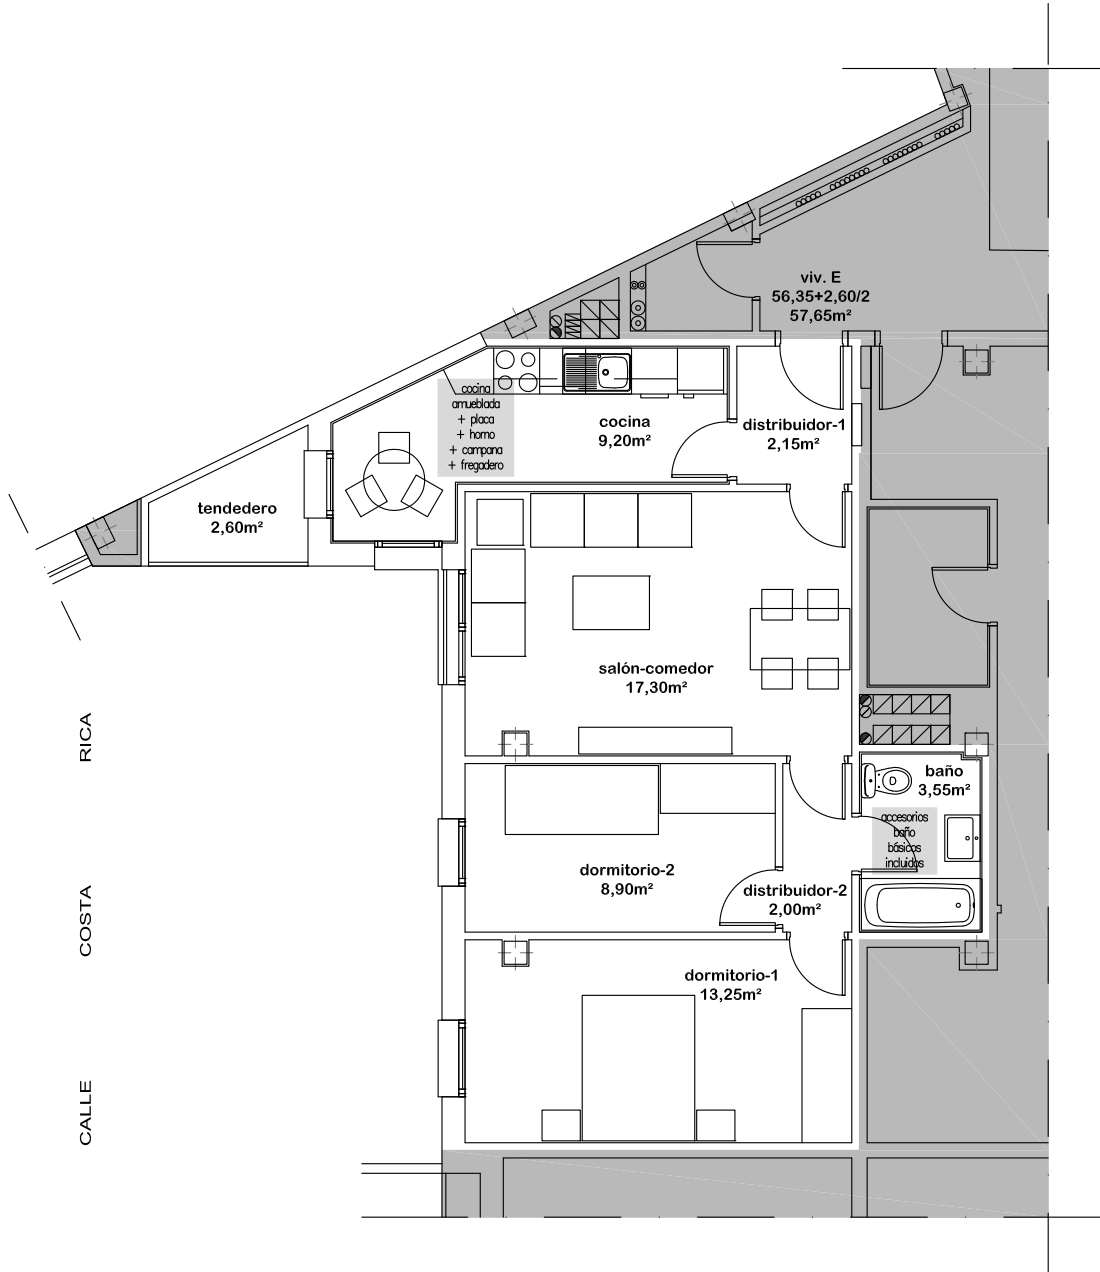 viv. E
56,35+2,60/2
57,65m²
cocina
amueblada
+ placa
+ horno
+ campana
+ fregadero
cocina
9,20m²
distribuidor-1
2,15m²
tendedero
2,60m²
salón-comedor
17,30m²
baño
3,55m²
accesorios
baño
básicos
incluidos
D
dormitorio-2
8,90m²
distribuidor-2
2,00m²
dormitorio-1
13,25m²
CALLE COSTA RICA